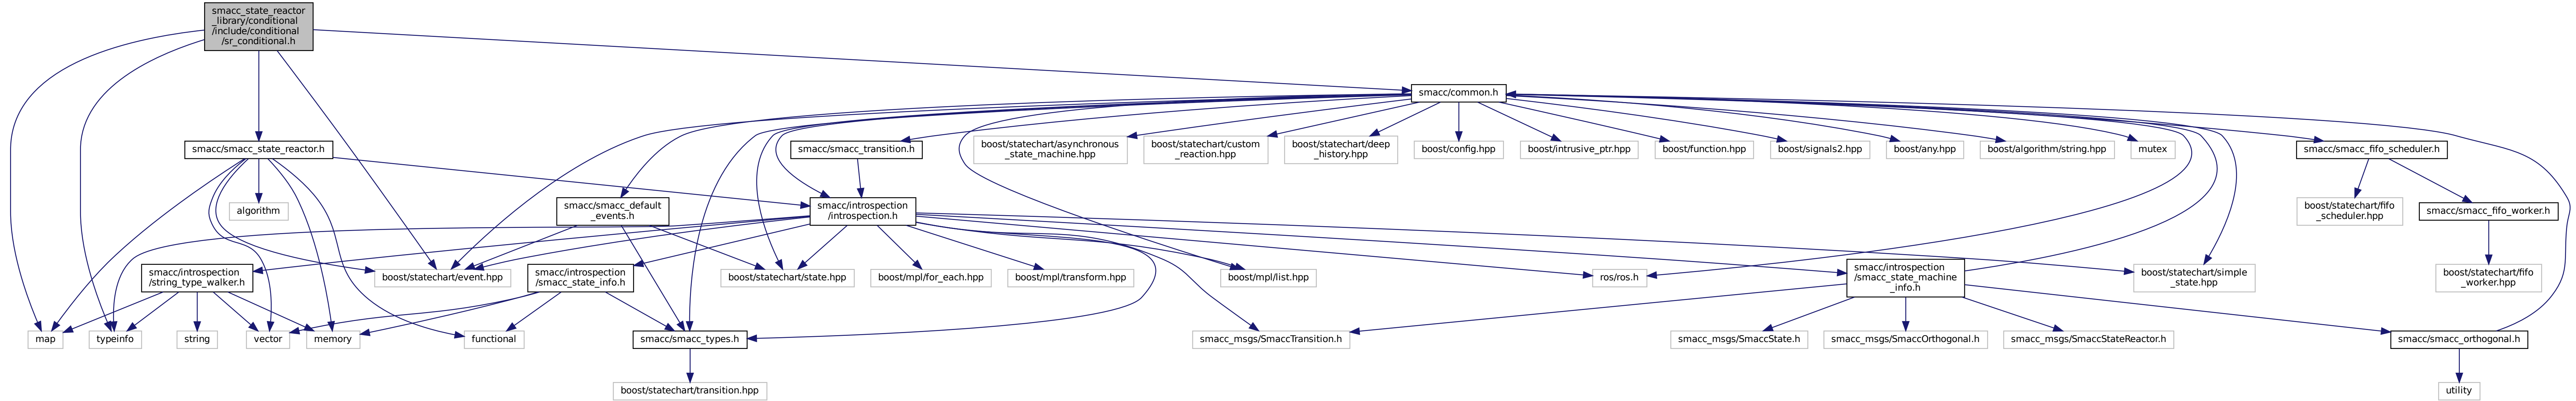 smacc_state_reactor
_library/conditional
/include/conditional
/sr_conditional.h
smacc/common.h
smacc/smacc_state_reactor.h
smacc/smacc_transition.h
boost/statechart/asynchronous
_state_machine.hpp
boost/statechart/custom
_reaction.hpp
boost/statechart/deep
_history.hpp
boost/config.hpp
boost/intrusive_ptr.hpp
boost/function.hpp
boost/signals2.hpp
boost/any.hpp
boost/algorithm/string.hpp
mutex
smacc/smacc_fifo_scheduler.h
algorithm
smacc/smacc_default
_events.h
smacc/introspection
/introspection.h
boost/statechart/fifo
_scheduler.hpp
smacc/smacc_fifo_worker.h
smacc/introspection
/string_type_walker.h
boost/statechart/event.hpp
smacc/introspection
/smacc_state_info.h
boost/statechart/state.hpp
boost/mpl/for_each.hpp
boost/mpl/transform.hpp
boost/mpl/list.hpp
ros/ros.h
smacc/introspection
/smacc_state_machine
_info.h
boost/statechart/simple
_state.hpp
boost/statechart/fifo
_worker.hpp
map
typeinfo
string
vector
memory
functional
smacc/smacc_types.h
smacc_msgs/SmaccTransition.h
smacc_msgs/SmaccState.h
smacc_msgs/SmaccOrthogonal.h
smacc_msgs/SmaccStateReactor.h
smacc/smacc_orthogonal.h
boost/statechart/transition.hpp
utility